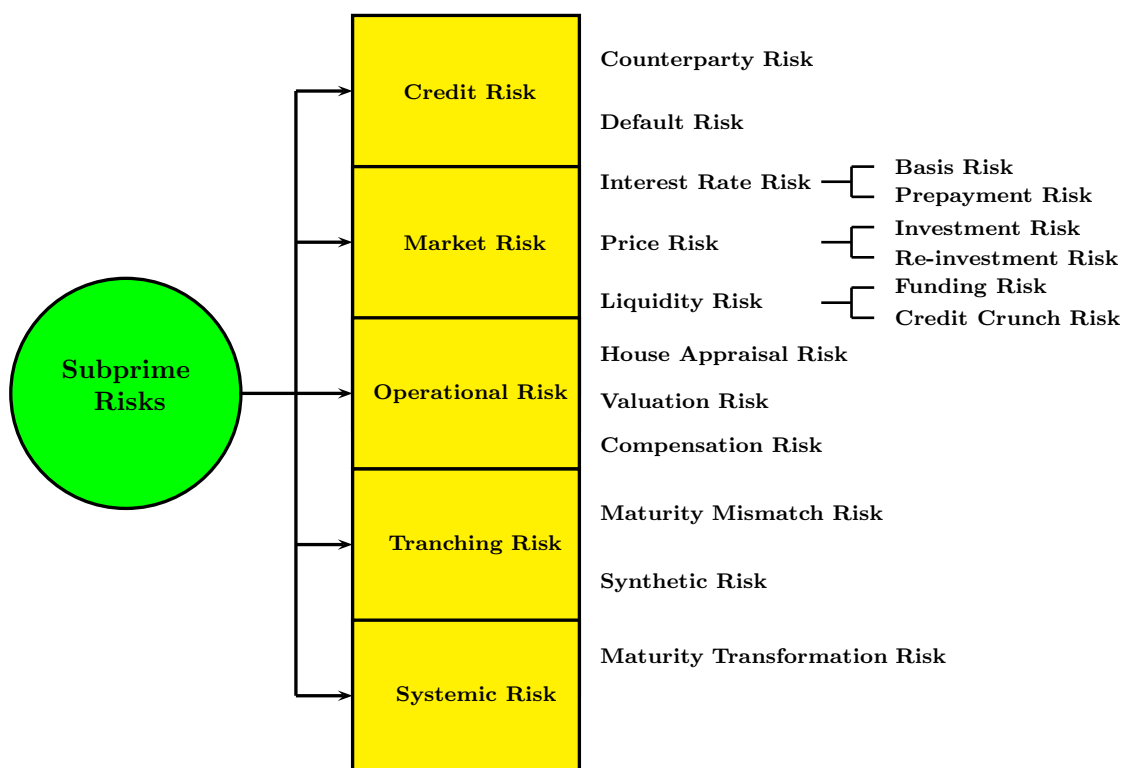 Subprime
Risks
Credit Risk
Counterparty Risk
Default Risk
Market Risk
Interest Rate Risk
Basis Risk
Prepayment Risk
Price Risk
Investment Risk
Re-investment Risk
Liquidity Risk
Funding Risk
Credit Crunch Risk
Operational Risk
House Appraisal Risk
Valuation Risk
Compensation Risk
Tranching Risk
Maturity Mismatch Risk
Synthetic Risk
Systemic Risk
Maturity Transformation Risk